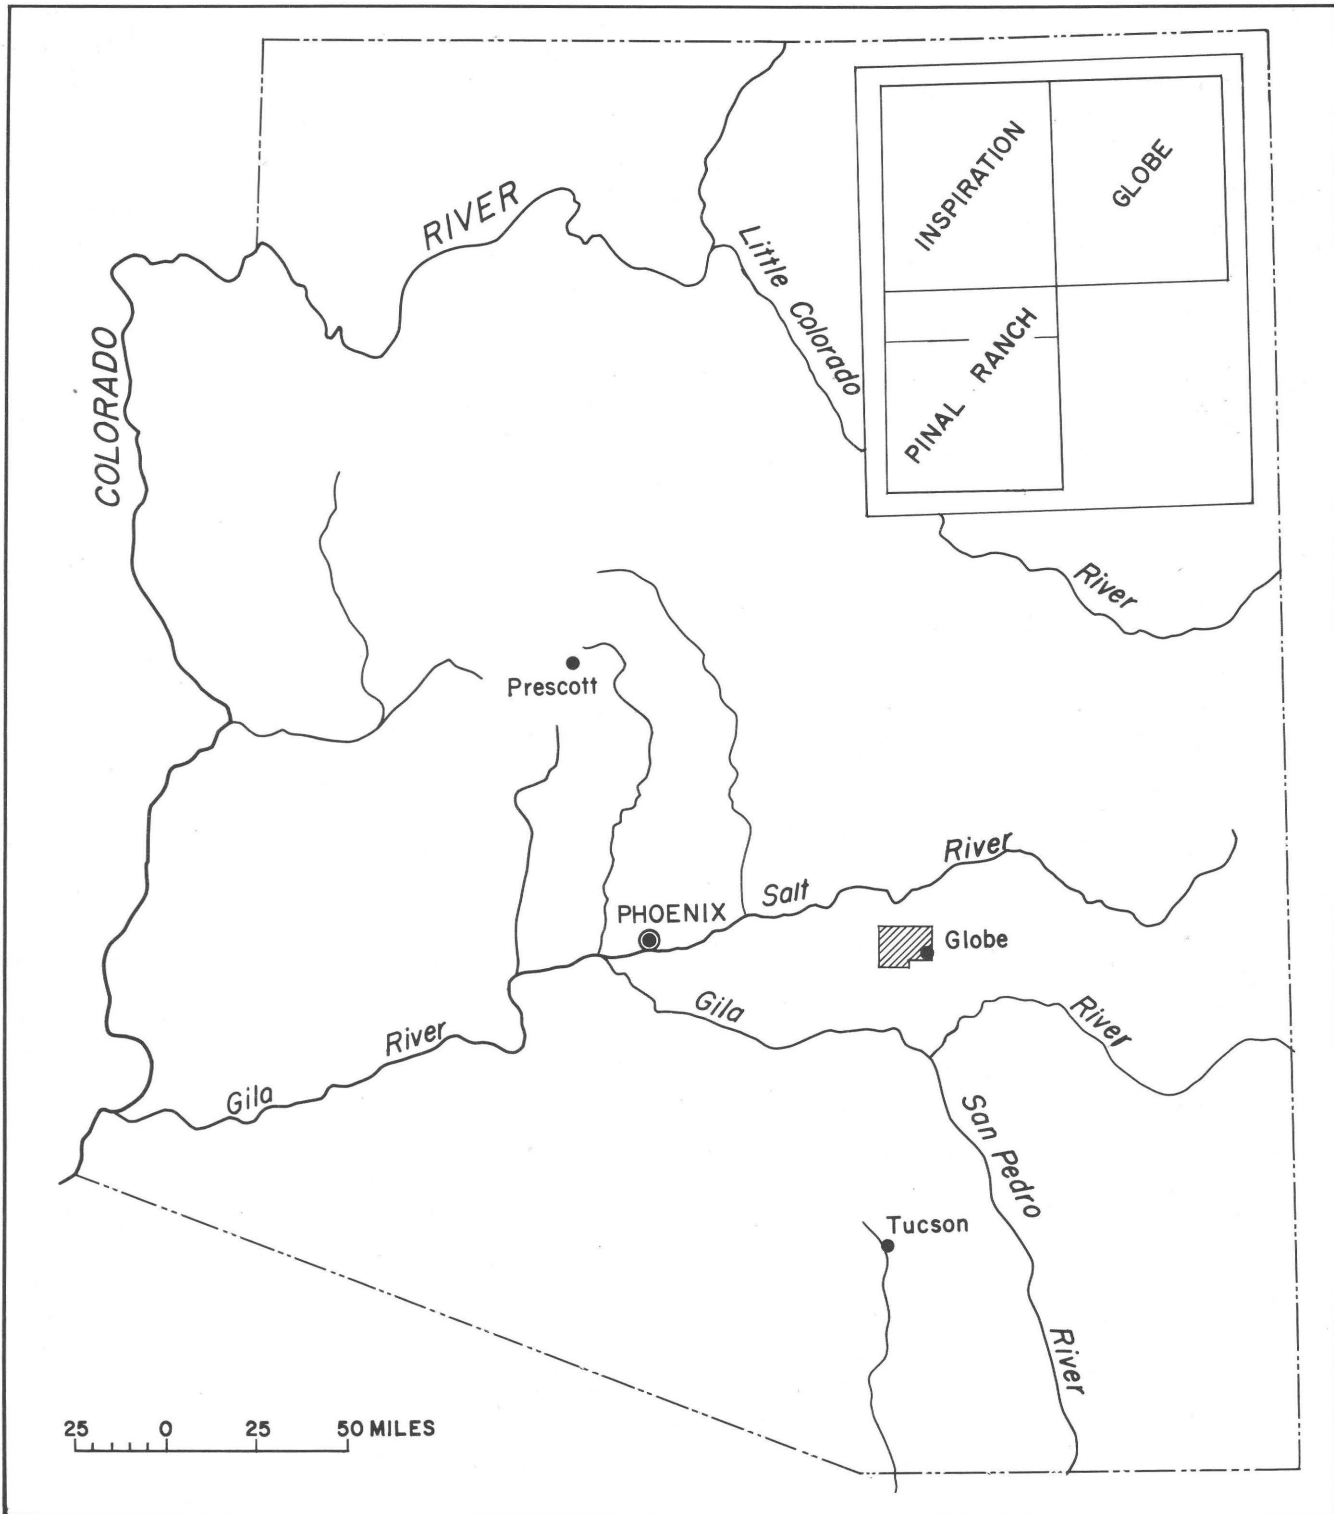 RIVER
COLORADO
Little Colorado
River
INSPIRATION
GLOBE
PINAL RANCH
Prescott
PHOENIX
Salt
River
Globe
Gila
River
Gila
River
San Pedro
River
Tucson
25 0 25 50 MILES